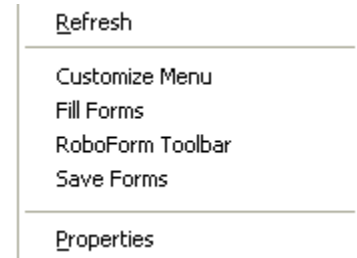 Refresh
Customize Menu
Fill Forms
RoboForm Toolbar
Save Forms
Properties